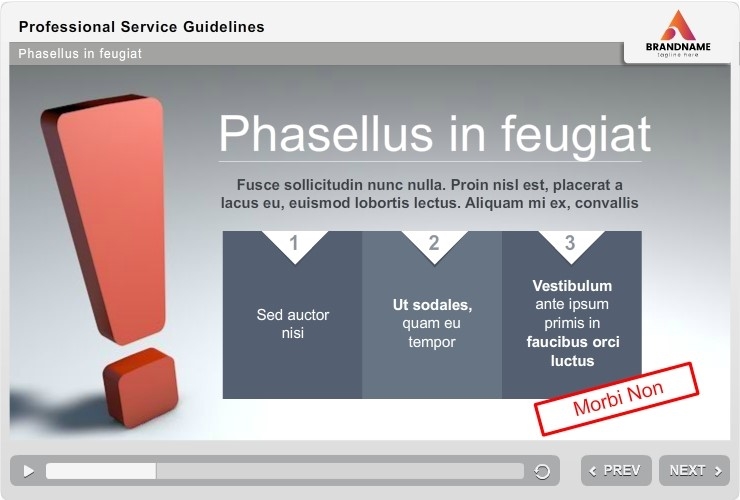 Professional Service Guidelines
Phasellus in feugiat
BRANDNAME
tagline here
Phasellus in feugiat
Fusce sollicitudin nunc nulla. Proin nisl est, placerat a
lacus eu, euismod lobortis lectus. Aliquam mi ex, convallis
1
Sed auctor
nisi
2
Ut sodales,
quam eu
tempor
3
Vestibulum
ante ipsum
primis in
faucibus orci
luctus
Morbi Non
PREV
NEXT